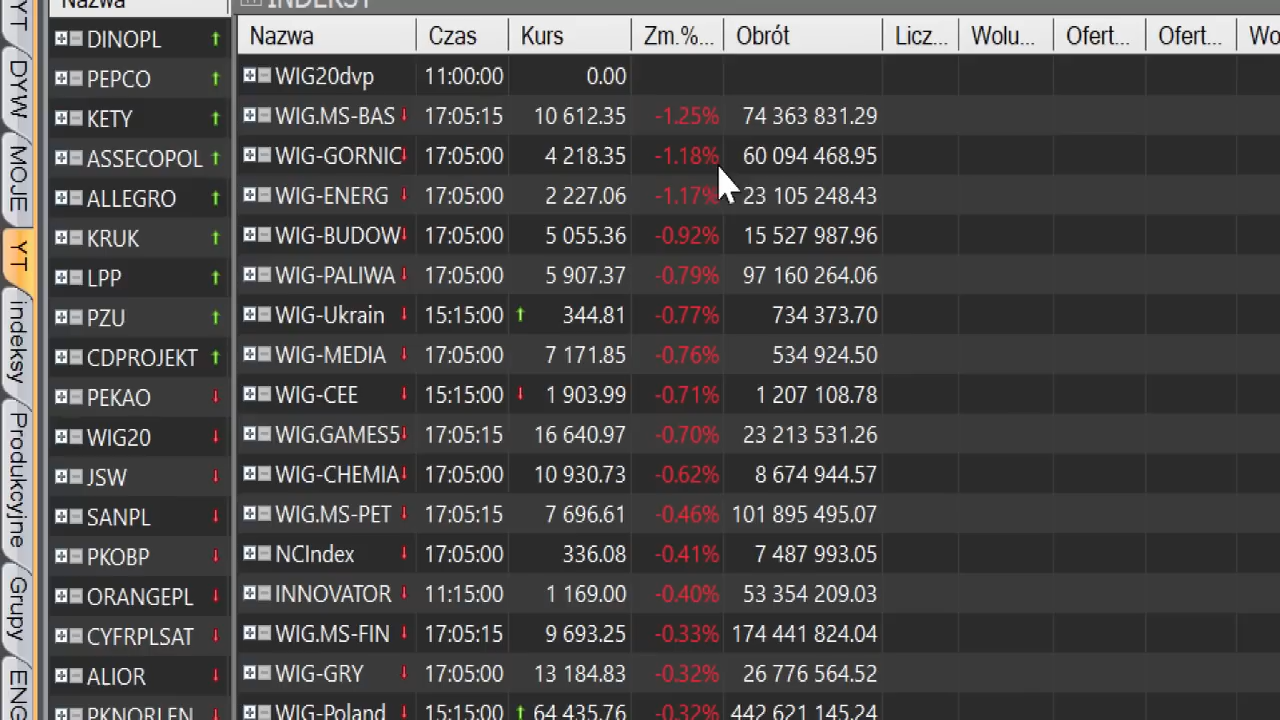 YT
DYW
MOJE
YT
indeksy
Produkcyjne
Grupy
ENG
Nazwa
DINOPL
PEPCO
KETY
ASSECOPOL
ALLEGRO
KRUK
LPP
PZU
CDPROJEKT
PEKAO
WIG20
JSW
SANPL
PKOBP
ORANGEPL
CYFRPLSAT
ALIOR
PKNORLEN
INDEKSY
Nazwa Czas Kurs Zm.%... Obrót Licz... Wolu... Ofert... Ofert... Wo
WIG20dvp 11:00:00 0.00
WIG.MS-BAS 17:05:15 10 612.35 -1.25% 74 363 831.29
WIG-GORNIC 17:05:00 4 218.35 -1.18% 60 094 468.95
WIG-ENERG 17:05:00 2 227.06 -1.17% 23 105 248.43
WIG-BUDOW 17:05:00 5 055.36 -0.92% 15 527 987.96
WIG-PALIWA 17:05:00 5 907.37 -0.79% 97 160 264.06
WIG-Ukrain 15:15:00 344.81 -0.77% 734 373.70
WIG-MEDIA 17:05:00 7 171.85 -0.76% 534 924.50
WIG-CEE 15:15:00 1 903.99 -0.71% 1 207 108.78
WIG.GAMES5 17:05:15 16 640.97 -0.70% 23 213 531.26
WIG-CHEMIA 17:05:00 10 930.73 -0.62% 8 674 944.57
WIG.MS-PET 17:05:15 7 696.61 -0.46% 101 895 495.07
NCIndex 17:05:00 336.08 -0.41% 7 487 993.05
INNOVATOR 11:15:00 1 169.00 -0.40% 53 354 209.03
WIG.MS-FIN 17:05:15 9 693.25 -0.33% 174 441 824.04
WIG-GRY 17:05:00 13 184.83 -0.32% 26 776 564.52
WIG-Poland 15:15:00 64 435.76 -0.32% 442 621 145.24